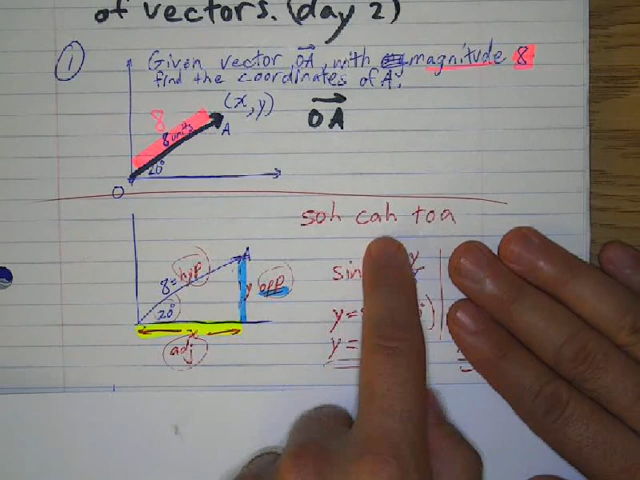 of vectors. (day 2)
① Given vector, OA, with magnitude 8
find the coordinates of A.
(x, y)
8
8 units
A
OA
20°
O
soh cah toa
A
8 = hyp
y opp
sin
20°
y =
x
y =
adj